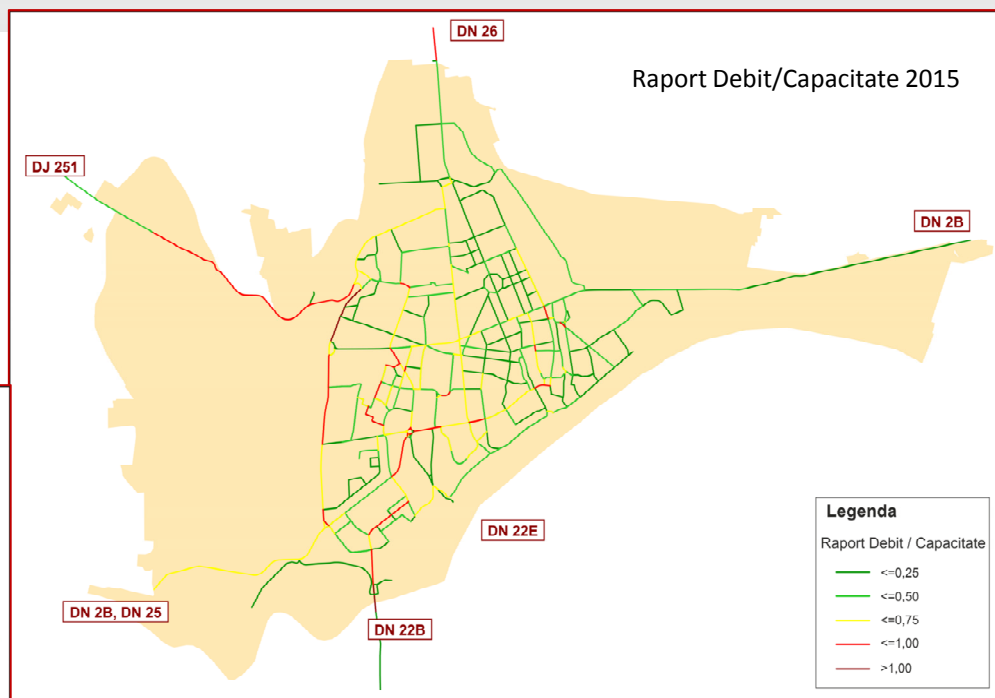 DN 26
Raport Debit/Capacitate 2015
DJ 251
DN 2B
DN 22E
DN 2B, DN 25
DN 22B
Legenda
Raport Debit / Capacitate
<=0,25
<=0,50
<=0,75
<=1,00
>1,00